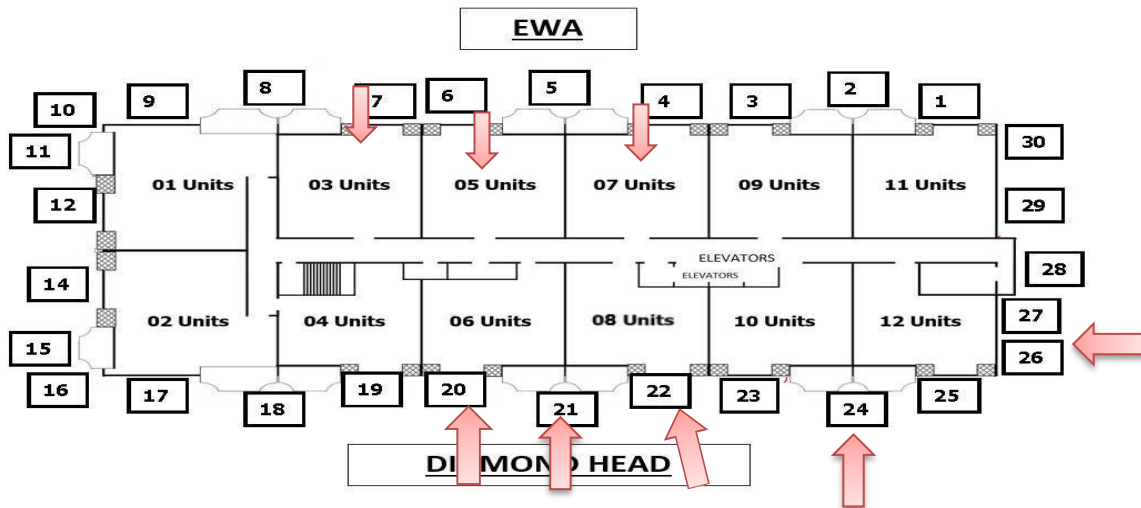 EWA
10 9 8 7 6 5 4 3 2 1
11 30
01 Units 03 Units 05 Units 07 Units 09 Units 11 Units
12 29
ELEVATORS
ELEVATORS
28
14
02 Units 04 Units 06 Units 08 Units 10 Units 12 Units
27
15 26
16 17 18 19 20 21 22 23 24 25
DIAMOND HEAD